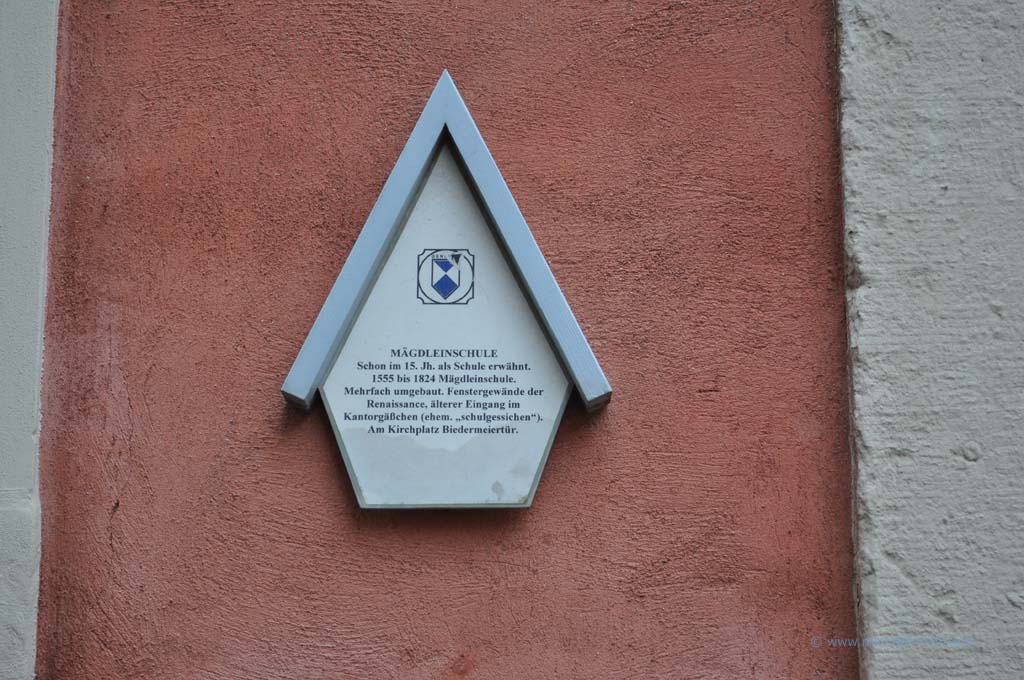 MÄGDLEINSCHULE
Schon im 15. Jh. als Schule erwähnt.
1555 bis 1824 Mägdleinschule.
Mehrfach umgebaut. Fenstergewände der
Renaissance, älterer Eingang im
Kantorgäßchen (ehem. „schulgessichen“).
Am Kirchplatz Biedermeiertür.